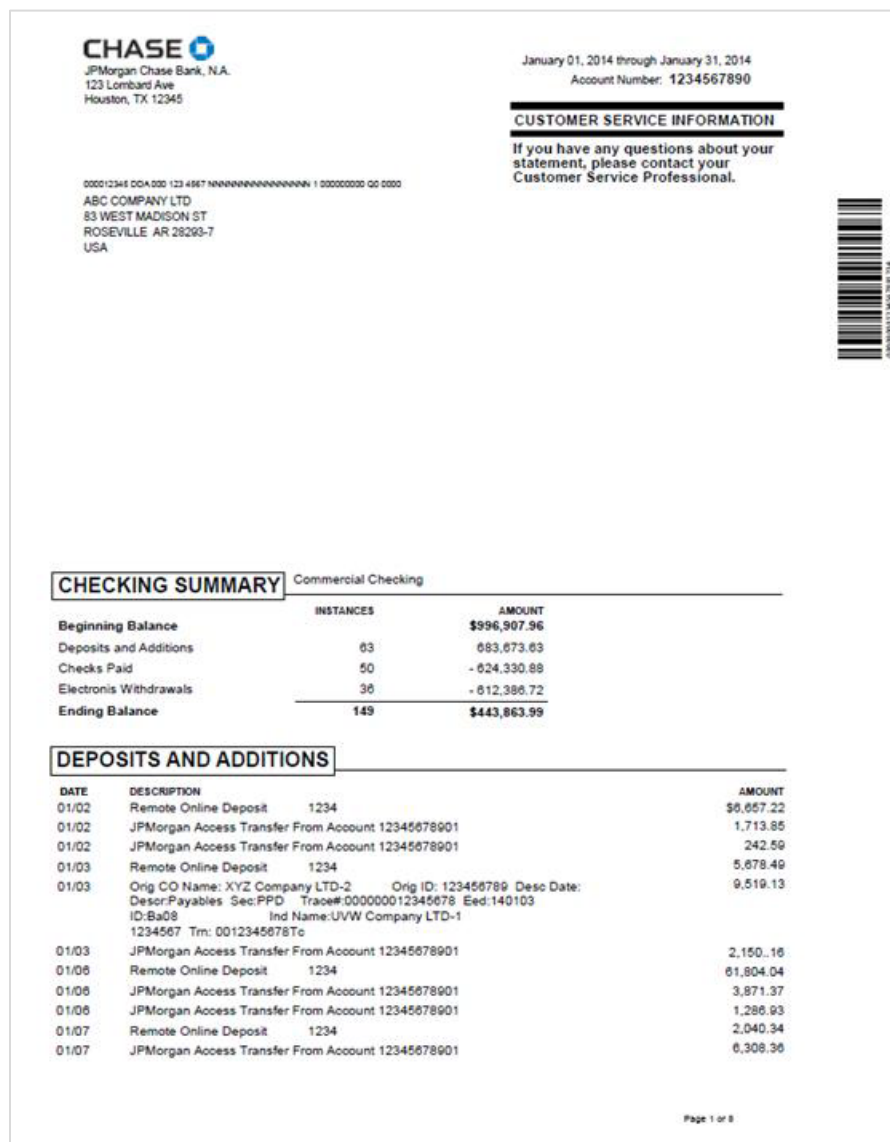 CHASE
JPMorgan Chase Bank, N.A.
123 Lombard Ave
Houston, TX 12345
January 01, 2014 through January 31, 2014
Account Number: 1234567890
CUSTOMER SERVICE INFORMATION
If you have any questions about your
statement, please contact your
Customer Service Professional.
000012345 DDA 000 123 4567 NNNNNNNNNNNNNNNNN 1 000000000 Q0 0000
ABC COMPANY LTD
83 WEST MADISON ST
ROSEVILLE AR 28293-7
USA
CHECKING SUMMARY Commercial Checking
INSTANCES AMOUNT
Beginning Balance $996,907.96
Deposits and Additions 63 683,673.63
Checks Paid 50 - 624,330.88
Electronis Withdrawals 36 - 612,386.72
Ending Balance 149 $443,863.99
DEPOSITS AND ADDITIONS
DATE DESCRIPTION AMOUNT
01/02 Remote Online Deposit 1234 $6,657.22
01/02 JPMorgan Access Transfer From Account 12345678901 1,713.85
01/02 JPMorgan Access Transfer From Account 12345678901 242.59
01/03 Remote Online Deposit 1234 5,678.49
01/03 Orig CO Name: XYZ Company LTD-2 Orig ID: 123456789 Desc Date: 9,519.13
Descr:Payables Sec:PPD Trace#:000000012345678 Eed:140103
ID:Ba08 Ind Name:UVW Company LTD-1
1234567 Trn: 0012345678Tc
01/03 JPMorgan Access Transfer From Account 12345678901 2,150..16
01/06 Remote Online Deposit 1234 61,804.04
01/06 JPMorgan Access Transfer From Account 12345678901 3,871.37
01/06 JPMorgan Access Transfer From Account 12345678901 1,286.93
01/07 Remote Online Deposit 1234 2,040.34
01/07 JPMorgan Access Transfer From Account 12345678901 6,308.36
Page 1 or 8